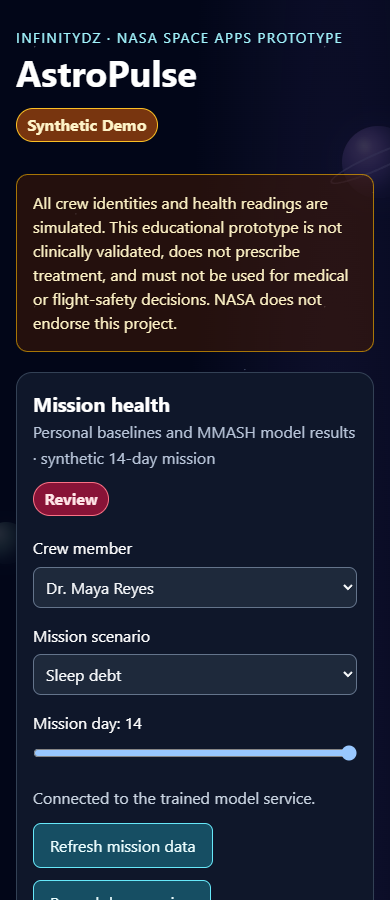 INFINITYDZ · NASA SPACE APPS PROTOTYPE
AstroPulse
Synthetic Demo
All crew identities and health readings are
simulated. This educational prototype is not
clinically validated, does not prescribe
treatment, and must not be used for medical
or flight-safety decisions. NASA does not
endorse this project.
Mission health
Personal baselines and MMASH model results
· synthetic 14-day mission
Review
Crew member
Dr. Maya Reyes
Mission scenario
Sleep debt
Mission day: 14
Connected to the trained model service.
Refresh mission data